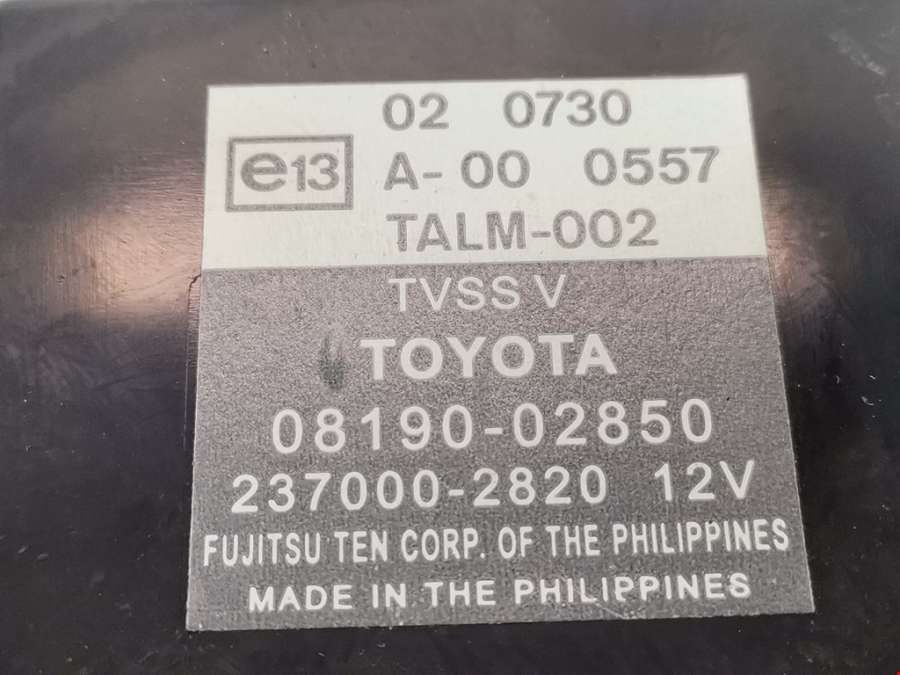 02 0730
e13
A-00 0557
TALM-002
TVSS V
TOYOTA
08190-02850
237000-2820 12V
FUJITSU TEN CORP. OF THE PHILIPPINES
MADE IN THE PHILIPPINES